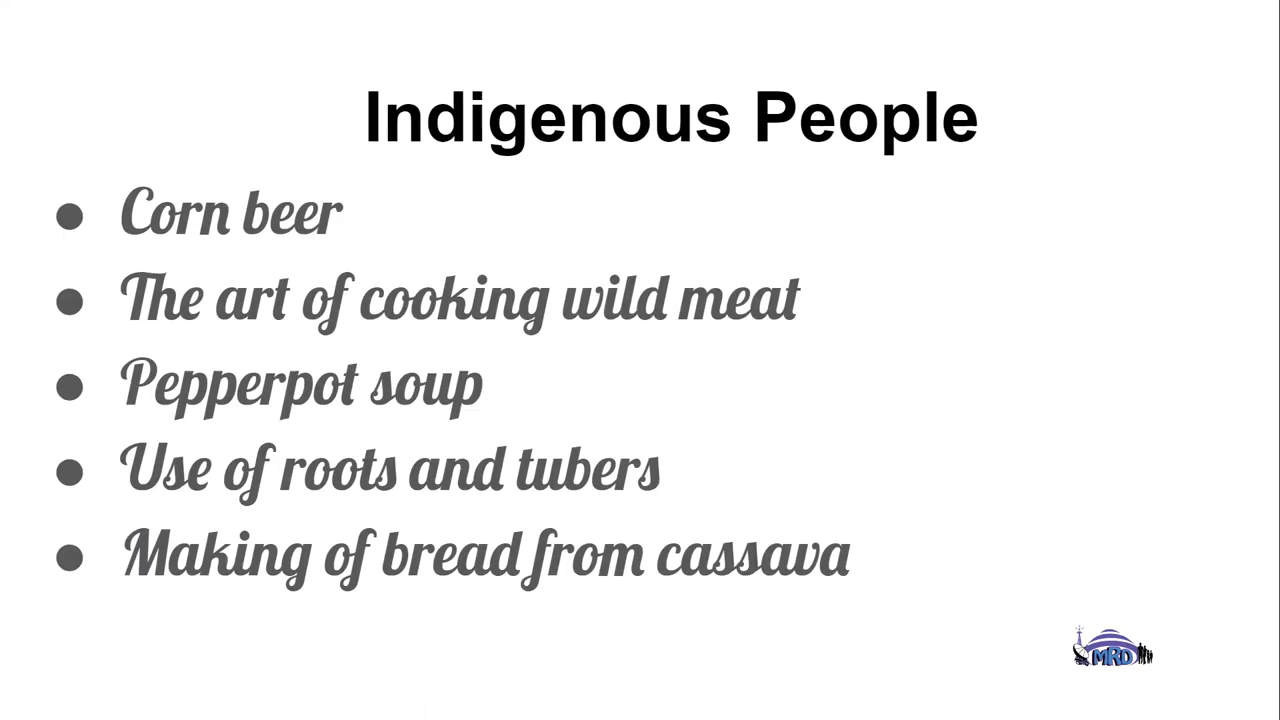 Indigenous People
● Corn beer
● The art of cooking wild meat
● Pepperpot soup
● Use of roots and tubers
● Making of bread from cassava
MRO